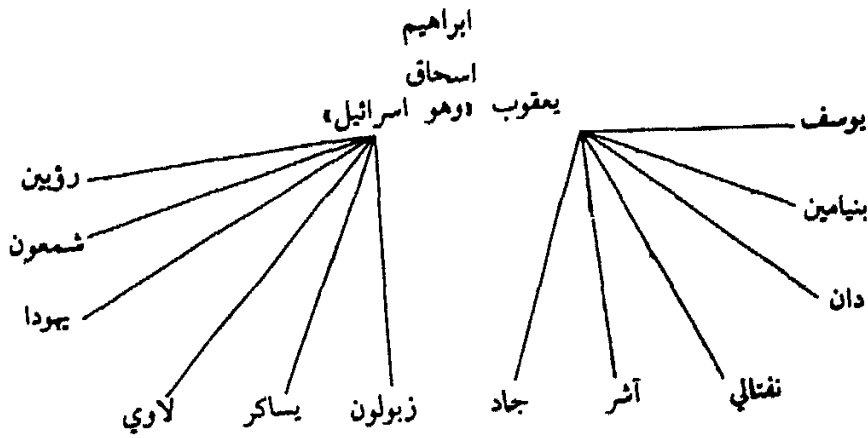 ابراهيم
اسحاق
يعقوب «وهو اسرائيل»
يوسف
بنيامين
دان
نفتالي
آشر
جاد
زبولون
يساكر
لاوي
يهودا
شمعون
رؤبين